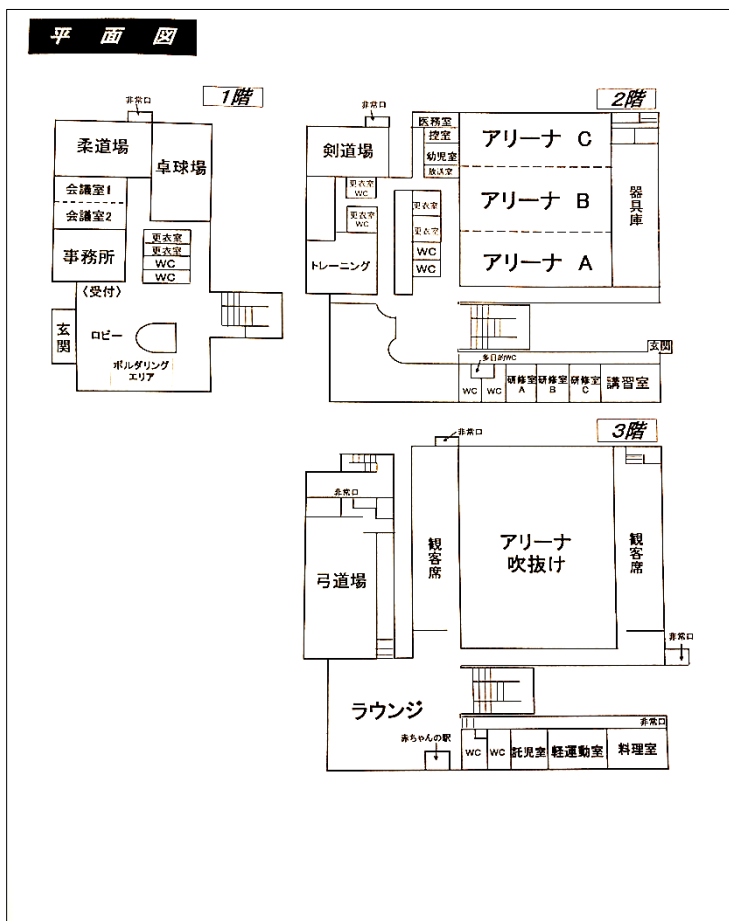 平面図
1階
非常口
柔道場
卓球場
会議室1
会議室2
事務所
更衣室
更衣室
WC
WC
〈受付〉
玄関
ロビー
ボルダリング
エリア
2階
非常口
剣道場
医務室
控室
幼児室
放送室
アリーナ C
アリーナ B
アリーナ A
器具庫
更衣室
WC
更衣室
WC
更衣室
更衣室
WC
WC
トレーニング
玄関
多目的WC
WC
WC
研修室
A
研修室
B
研修室
C
講習室
3階
非常口
非常口
弓道場
観客席
アリーナ
吹抜け
観客席
非常口
ラウンジ
赤ちゃんの駅
非常口
WC
WC
託児室
軽運動室
料理室